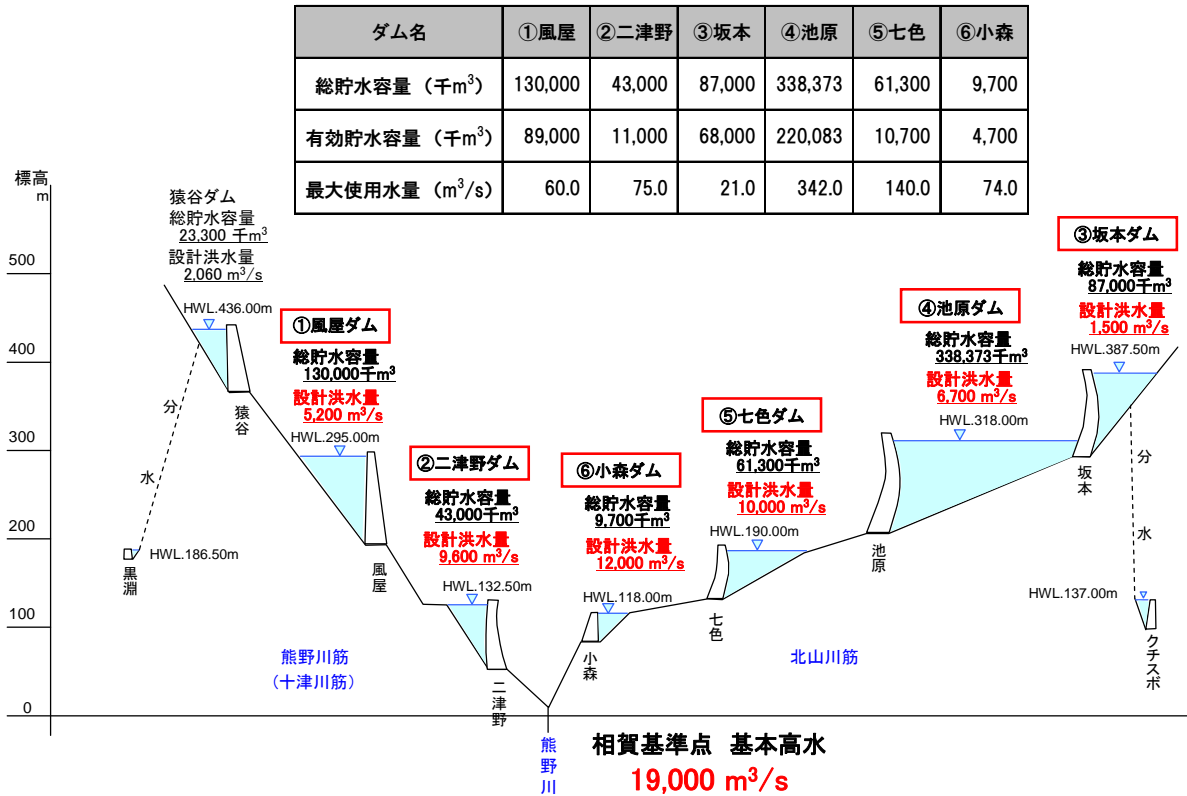 ダム名 ①風屋 ②二津野 ③坂本 ④池原 ⑤七色 ⑥小森
総貯水容量 (千m³) 130,000 43,000 87,000 338,373 61,300 9,700
有効貯水容量 (千m³) 89,000 11,000 68,000 220,083 10,700 4,700
最大使用水量 (m³/s) 60.0 75.0 21.0 342.0 140.0 74.0
標高
m
500
400
300
200
100
0
猿谷ダム
総貯水容量
23,300 千m³
設計洪水量
2,060 m³/s
HWL.436.00m
猿谷
分水
HWL.186.50m
黒淵
①風屋ダム
総貯水容量
130,000千m³
設計洪水量
5,200 m³/s
HWL.295.00m
風屋
②二津野ダム
総貯水容量
43,000千m³
設計洪水量
9,600 m³/s
HWL.132.50m
二津野
熊野川筋
(十津川筋)
⑥小森ダム
総貯水容量
9,700千m³
設計洪水量
12,000 m³/s
HWL.118.00m
小森
⑤七色ダム
総貯水容量
61,300千m³
設計洪水量
10,000 m³/s
HWL.190.00m
七色
④池原ダム
総貯水容量
338,373千m³
設計洪水量
6,700 m³/s
HWL.318.00m
池原
③坂本ダム
総貯水容量
87,000千m³
設計洪水量
1,500 m³/s
HWL.387.50m
坂本
分水
HWL.137.00m
クチスボ
北山川筋
熊野川
相賀基準点 基本高水
19,000 m³/s